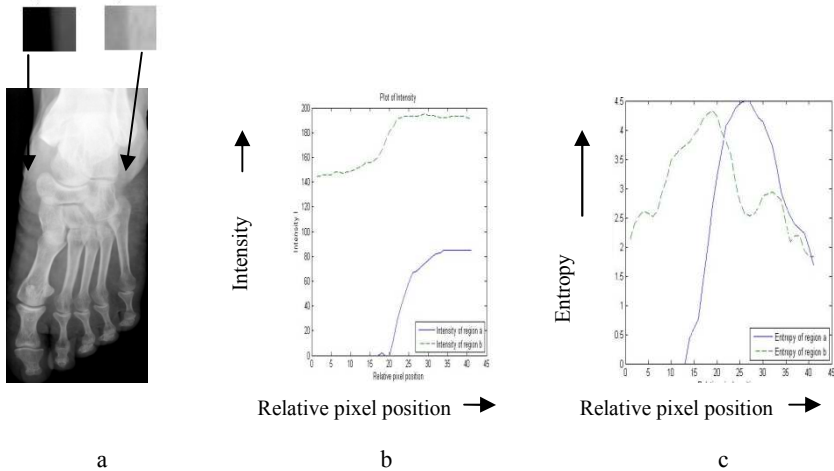 Plot of Intensity
200
180
160
140
120
100
80
60
40
20
0
0 5 10 15 20 25 30 35 40 45
Intensity I
Relative pixel position
Intensity of region a
Intensity of region b
Intensity
Relative pixel position
4.5
4
3.5
3
2.5
2
1.5
1
0.5
0
0 5 10 15 20 25 30 35 40 45
Entropy of region a
Entropy of region b
Entropy
Relative pixel position
a
b
c